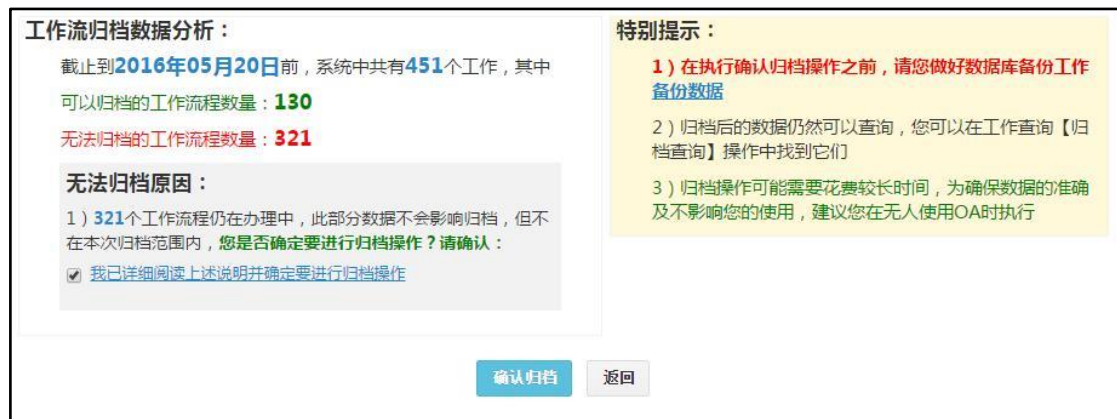 工作流归档数据分析：
截止到2016年05月20日前，系统中共有451个工作，其中
可以归档的工作流程数量：130
无法归档的工作流程数量：321
无法归档原因：
1）321个工作流程仍在办理中，此部分数据不会影响归档，但不
在本次归档范围内，您是否确定要进行归档操作？请确认：
我已详细阅读上述说明并确定要进行归档操作
特别提示：
1）在执行确认归档操作之前，请您做好数据库备份工作
备份数据
2）归档后的数据仍然可以查询，您可以在工作查询【归
档查询】操作中找到它们
3）归档操作可能需要花费较长时间，为确保数据的准确
及不影响您的使用，建议您在无人使用OA时执行
确认归档
返回